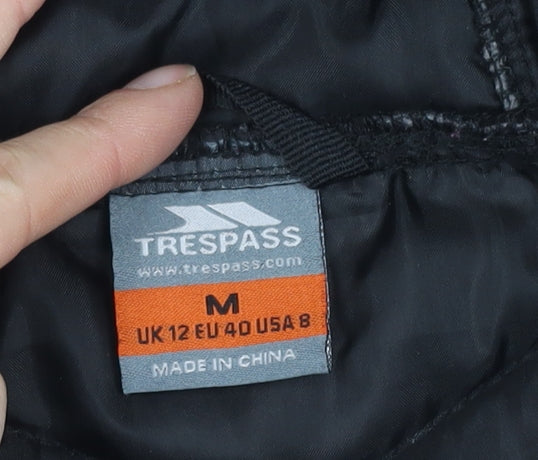 TRESPASS
www.trespass.com
M
UK 12 EU 40 USA 8
MADE IN CHINA